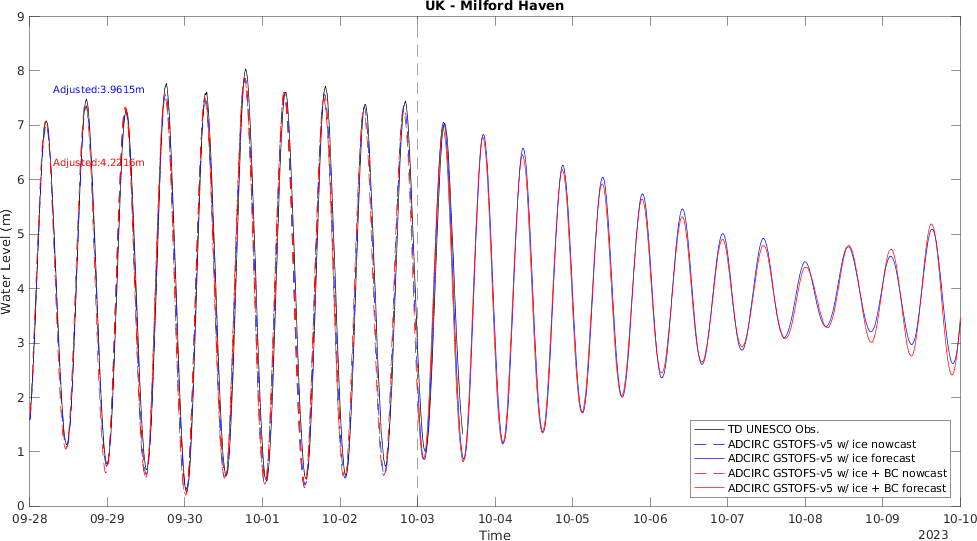 UK - Milford Haven
9
8
7
6
5
4
3
2
1
0
Water Level (m)
Adjusted:3.9615m
Adjusted:4.2216m
TD UNESCO Obs.
ADCIRC GSTOFS-v5 w/ ice nowcast
ADCIRC GSTOFS-v5 w/ ice forecast
ADCIRC GSTOFS-v5 w/ ice + BC nowcast
ADCIRC GSTOFS-v5 w/ ice + BC forecast
09-28 09-29 09-30 10-01 10-02 10-03 10-04 10-05 10-06 10-07 10-08 10-09 10-10
Time
2023